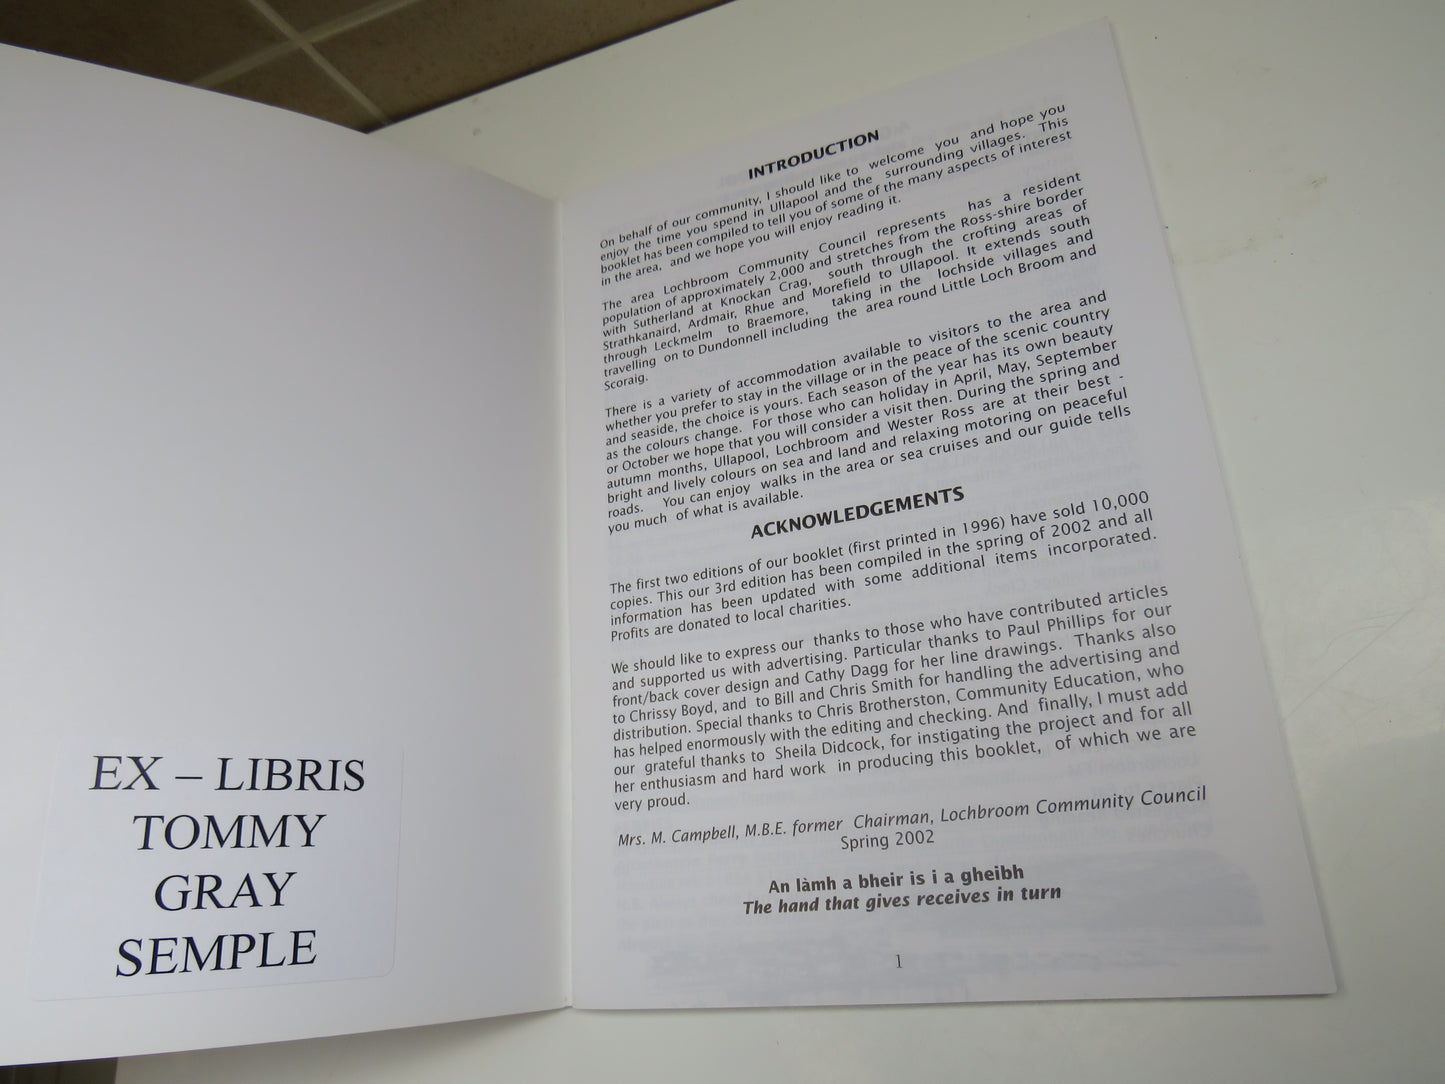 EX – LIBRIS
TOMMY
GRAY
SEMPLE
INTRODUCTION
On behalf of our community, I should like to welcome you and hope you
enjoy the time you spend in Ullapool and the surrounding villages. This
booklet has been compiled to tell you of some of the many aspects of interest
in the area, and we hope you will enjoy reading it.
The area Lochbroom Community Council represents has a resident
population of approximately 2,000 and stretches from the Ross-shire border
with Sutherland at Knockan Crag, south through the crofting areas of
Strathkanaird, Ardmair, Rhue and Morefield to Ullapool. It extends south
through Leckmelm to Braemore, taking in the lochside villages and
travelling on to Dundonnell including the area round Little Loch Broom and
Scoraig.
There is a variety of accommodation available to visitors to the area and
whether you prefer to stay in the village or in the peace of the scenic country
and seaside, the choice is yours. Each season of the year has its own beauty
as the colours change. For those who can holiday in April, May, September
or October we hope that you will consider a visit then. During the spring and
autumn months, Ullapool, Lochbroom and Wester Ross are at their best -
bright and lively colours on sea and land and relaxing motoring on peaceful
roads. You can enjoy walks in the area or sea cruises and our guide tells
you much of what is available.
ACKNOWLEDGEMENTS
The first two editions of our booklet (first printed in 1996) have sold 10,000
copies. This our 3rd edition has been compiled in the spring of 2002 and all
information has been updated with some additional items incorporated.
Profits are donated to local charities.
We should like to express our thanks to those who have contributed articles
and supported us with advertising. Particular thanks to Paul Phillips for our
front/back cover design and Cathy Dagg for her line drawings. Thanks also
to Chrissy Boyd, and to Bill and Chris Smith for handling the advertising and
distribution. Special thanks to Chris Brotherston, Community Education, who
has helped enormously with the editing and checking. And finally, I must add
our grateful thanks to Sheila Didcock, for instigating the project and for all
her enthusiasm and hard work in producing this booklet, of which we are
very proud.
Mrs. M. Campbell, M.B.E. former Chairman, Lochbroom Community Council
Spring 2002
An làmh a bheir is i a gheibh
The hand that gives receives in turn
1